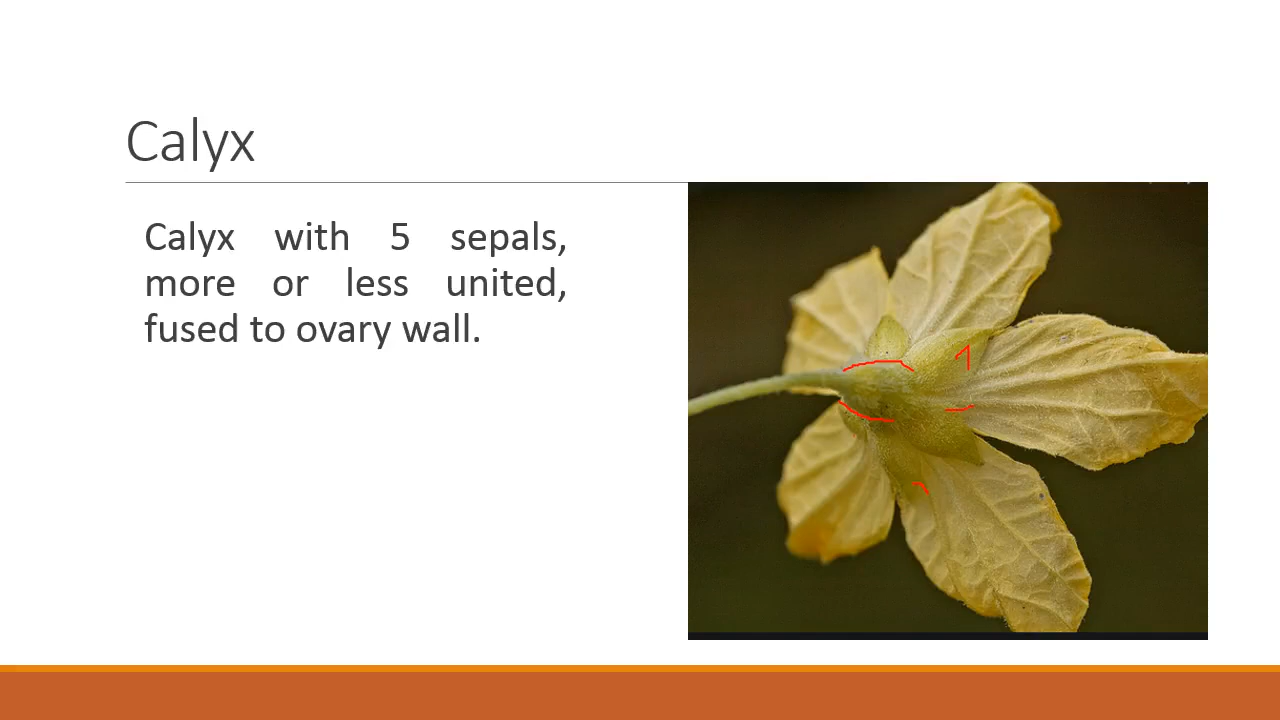 Calyx
Calyx with 5 sepals,
more or less united,
fused to ovary wall.